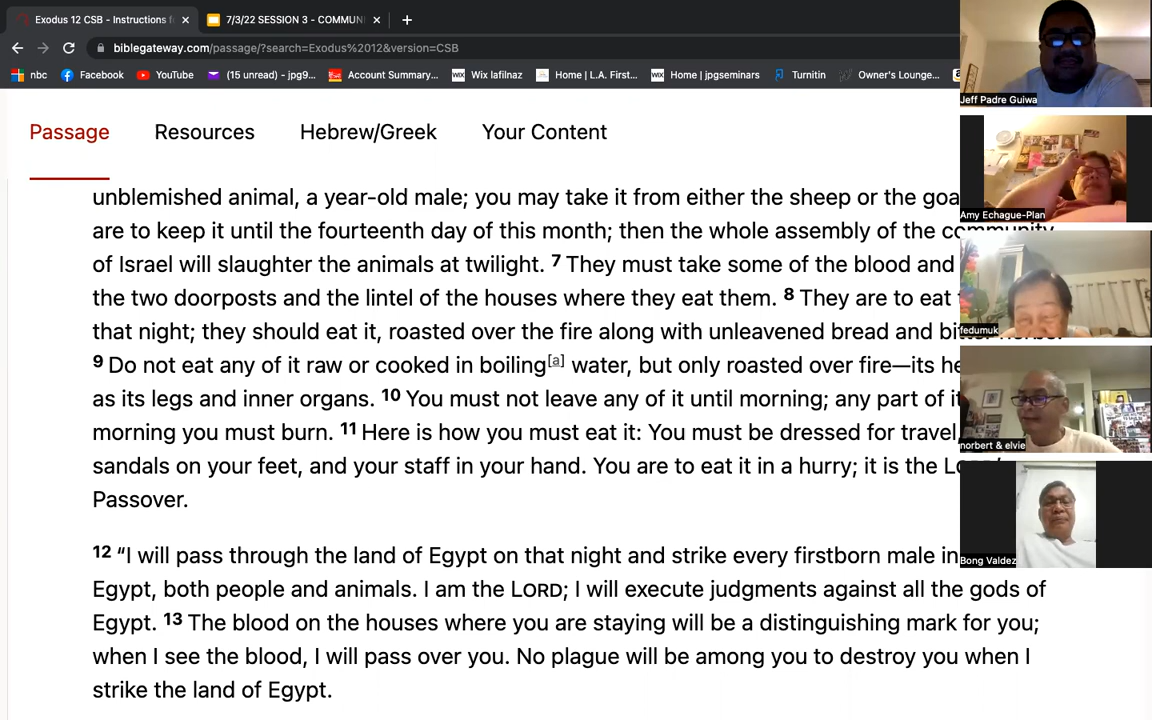 Exodus 12 CSB - Instructions f
7/3/22 SESSION 3 - COMMUN
biblegateway.com/passage/?search=Exodus%2012&version=CSB
nbc Facebook YouTube (15 unread) - jpg9... Account Summary... Wix lafilnaz Home | L.A. First... Home | jpgseminars Turnitin Owner's Lounge...
Passage Resources Hebrew/Greek Your Content
unblemished animal, a year-old male; you may take it from either the sheep or the goa
are to keep it until the fourteenth day of this month; then the whole assembly of the community
of Israel will slaughter the animals at twilight. 7 They must take some of the blood and
the two doorposts and the lintel of the houses where they eat them. 8 They are to eat
that night; they should eat it, roasted over the fire along with unleavened bread and bitter herbs.
9 Do not eat any of it raw or cooked in boiling[a] water, but only roasted over fire—its he
as its legs and inner organs. 10 You must not leave any of it until morning; any part of it
morning you must burn. 11 Here is how you must eat it: You must be dressed for travel,
sandals on your feet, and your staff in your hand. You are to eat it in a hurry; it is the LORD's
Passover.
12 “I will pass through the land of Egypt on that night and strike every firstborn male in
Egypt, both people and animals. I am the LORD; I will execute judgments against all the gods of
Egypt. 13 The blood on the houses where you are staying will be a distinguishing mark for you;
when I see the blood, I will pass over you. No plague will be among you to destroy you when I
strike the land of Egypt.
Jeff Padre Guiwa
Amy Echague-Plan
fedumuk
norbert & elvie
Bong Valdez